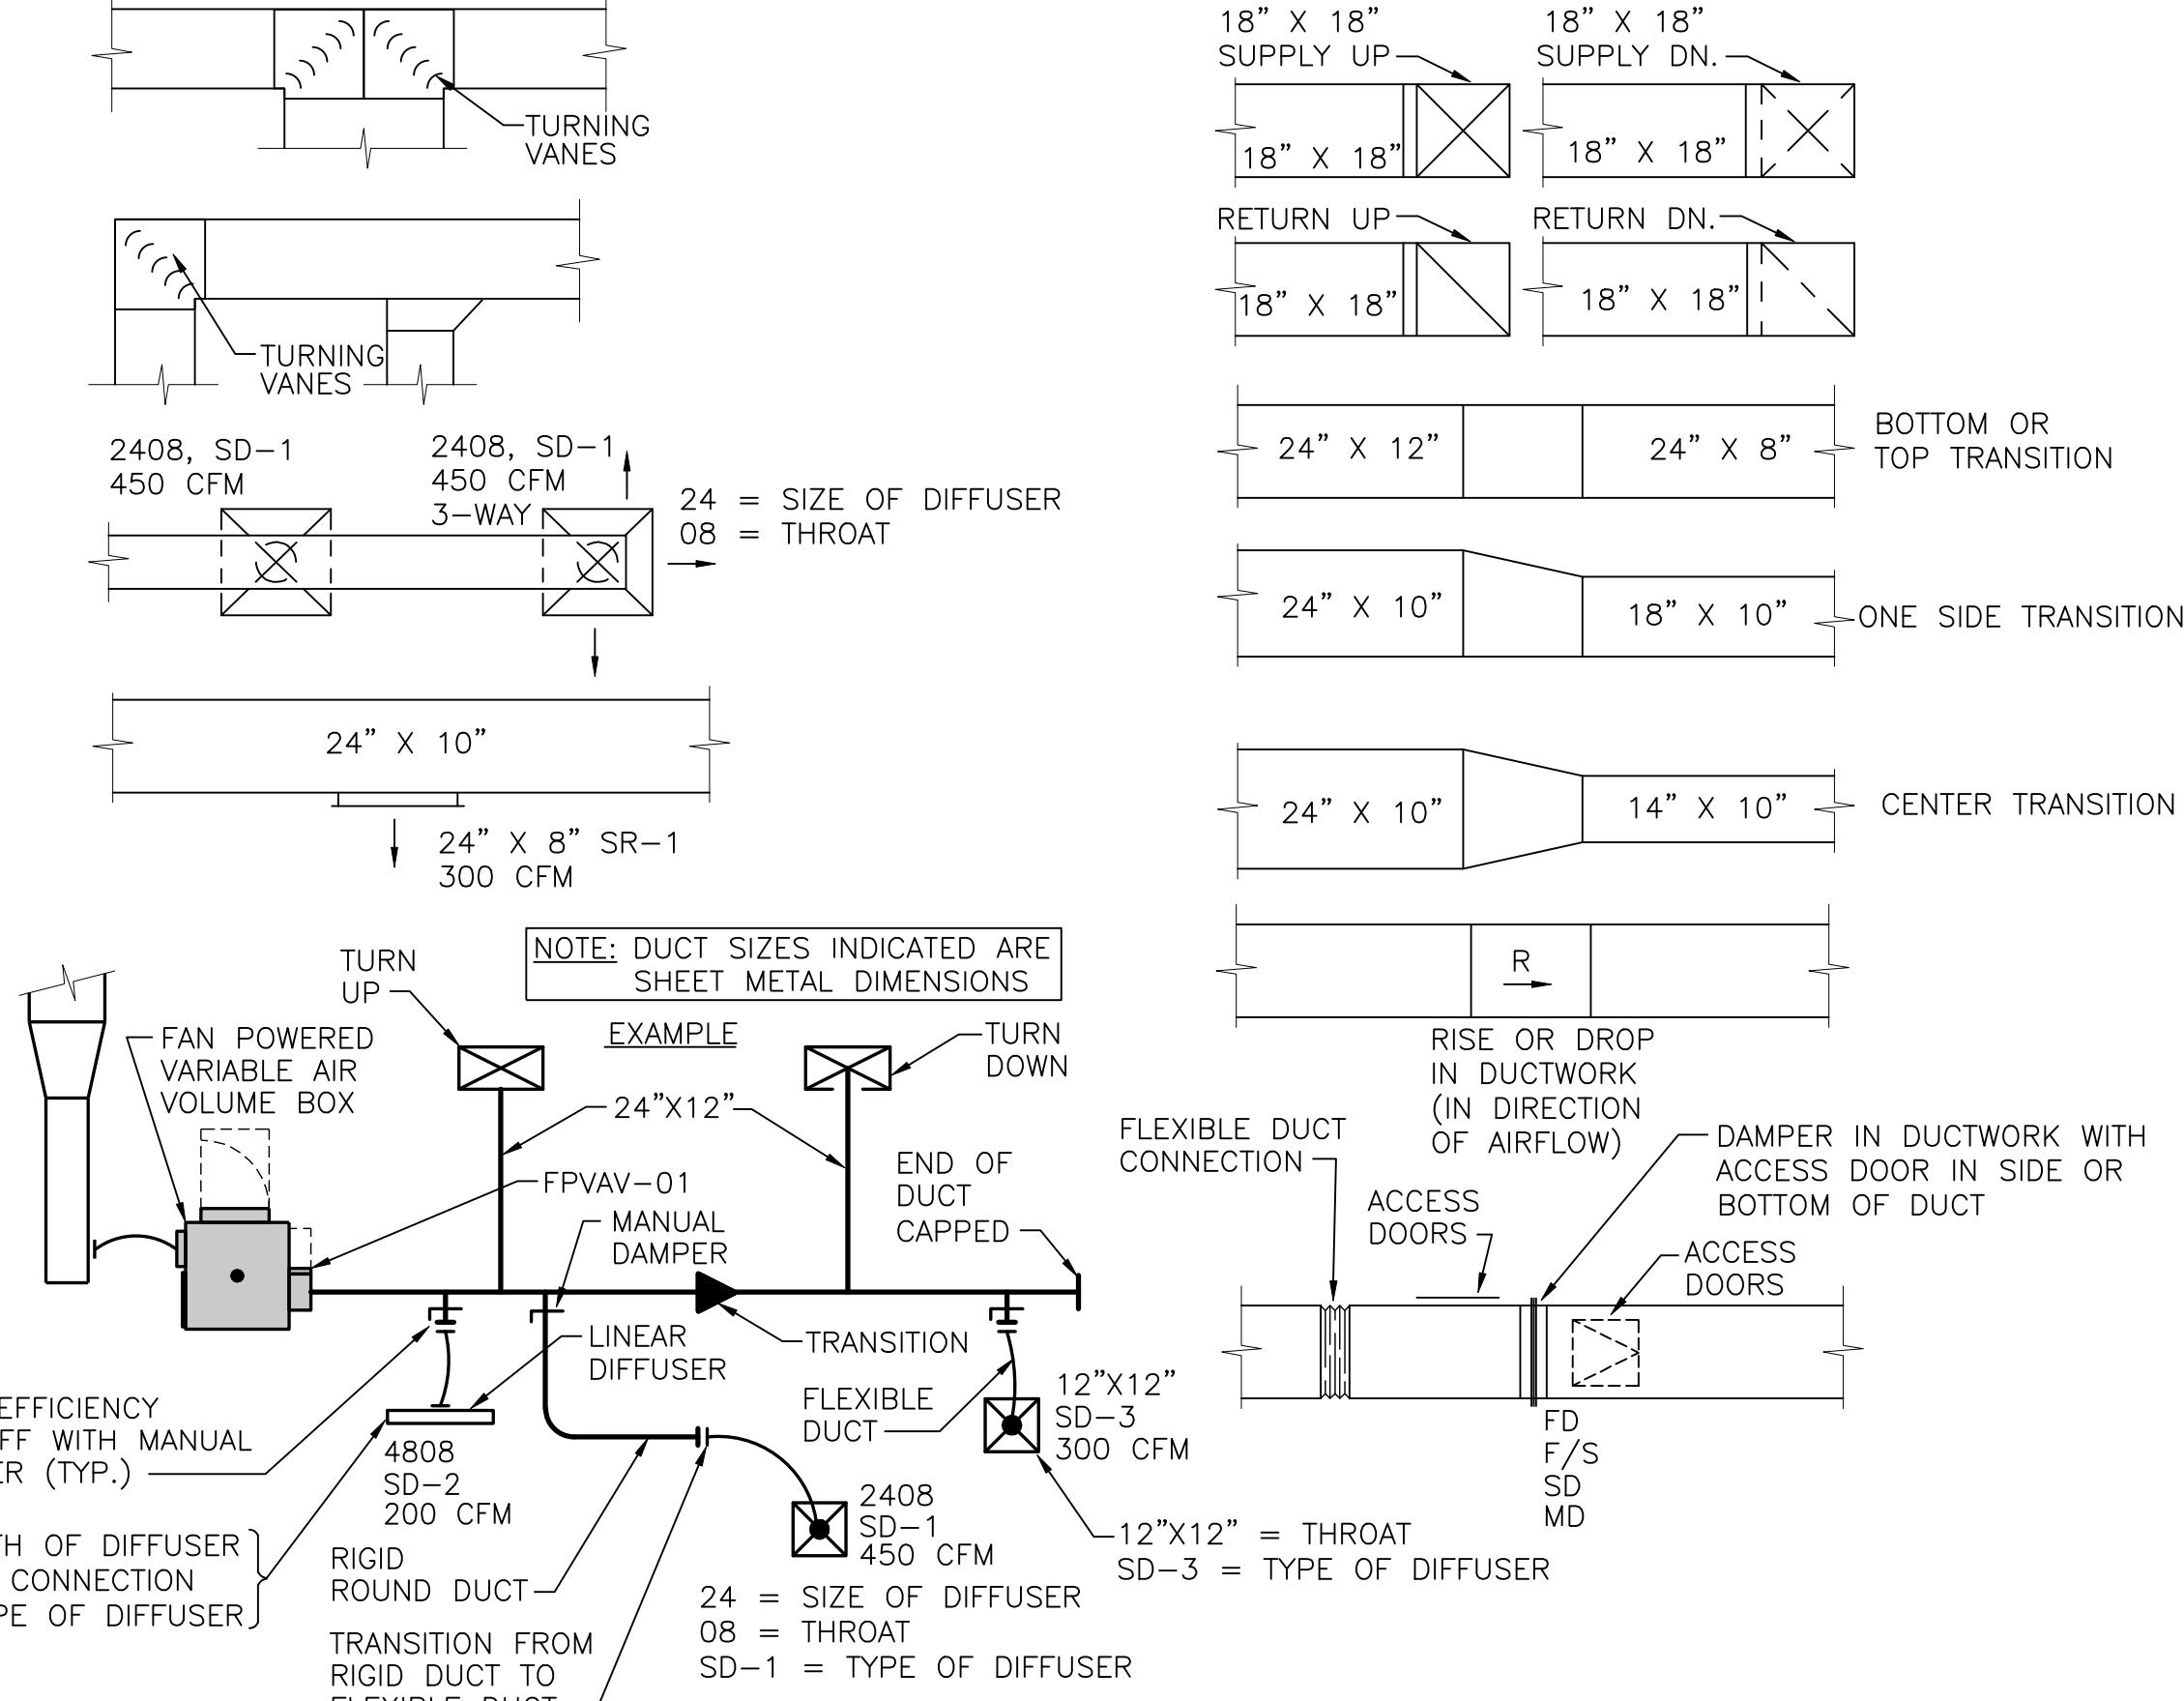 TURNING
VANES
TURNING
VANES
2408, SD-1
450 CFM
2408, SD-1
450 CFM
3-WAY
24 = SIZE OF DIFFUSER
08 = THROAT
24" X 10"
24" X 8" SR-1
300 CFM
18" X 18"
SUPPLY UP
18" X 18"
18" X 18"
SUPPLY DN.
18" X 18"
RETURN UP
18" X 18"
RETURN DN.
18" X 18"
24" X 12"
24" X 8"
BOTTOM OR
TOP TRANSITION
24" X 10"
18" X 10"
ONE SIDE TRANSITION
24" X 10"
14" X 10"
CENTER TRANSITION
R
RISE OR DROP
IN DUCTWORK
(IN DIRECTION
OF AIRFLOW)
NOTE: DUCT SIZES INDICATED ARE
SHEET METAL DIMENSIONS
EXAMPLE
TURN
UP
TURN
DOWN
FAN POWERED
VARIABLE AIR
VOLUME BOX
24"X12"
FPVAV-01
MANUAL
DAMPER
END OF
DUCT
CAPPED
LINEAR
DIFFUSER
TRANSITION
FLEXIBLE
DUCT
12"X12"
SD-3
300 CFM
EFFICIENCY
FF WITH MANUAL
ER (TYP.)
4808
SD-2
200 CFM
2408
SD-1
450 CFM
TH OF DIFFUSER
CONNECTION
PE OF DIFFUSER
RIGID
ROUND DUCT
TRANSITION FROM
RIGID DUCT TO
FLEXIBLE DUCT
24 = SIZE OF DIFFUSER
08 = THROAT
SD-1 = TYPE OF DIFFUSER
12"X12" = THROAT
SD-3 = TYPE OF DIFFUSER
FLEXIBLE DUCT
CONNECTION
ACCESS
DOORS
DAMPER IN DUCTWORK WITH
ACCESS DOOR IN SIDE OR
BOTTOM OF DUCT
ACCESS
DOORS
FD
F/S
SD
MD